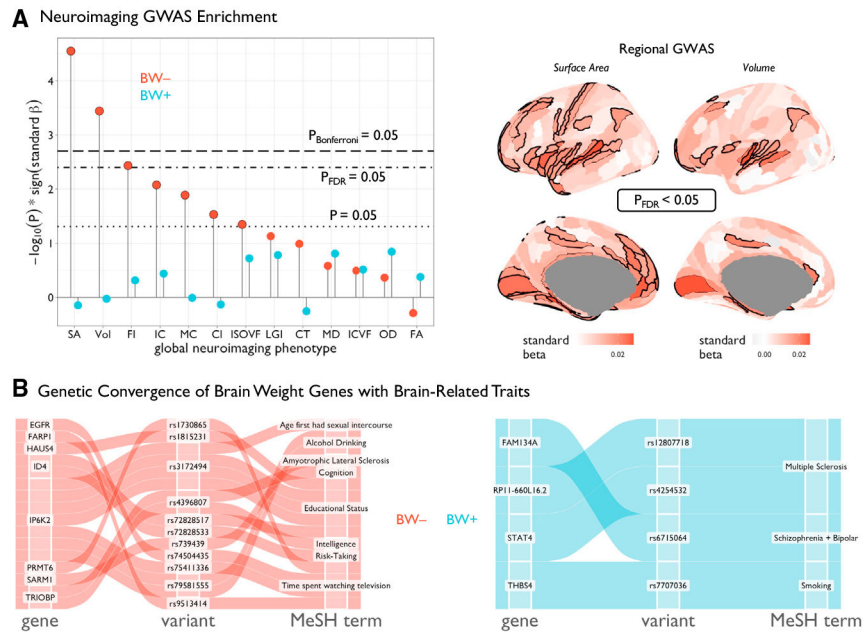 A Neuroimaging GWAS Enrichment
−log10(P) * sign(standard β)
4
3
2
1
0
BW−
BW+
PBonferroni = 0.05
PFDR = 0.05
P = 0.05
SA Vol FI IC MC CI ISOVF LGI CT MD ICVF OD FA
global neuroimaging phenotype
Regional GWAS
Surface Area Volume
PFDR < 0.05
standard beta 0.02
standard beta 0.00 0.02
B Genetic Convergence of Brain Weight Genes with Brain-Related Traits
EGFR
FARP1
HAUS4
ID4
IP6K2
PRMT6
SARM1
TRIOBP
gene
rs1730865
rs1815231
rs3172494
rs4396807
rs72828517
rs72828533
rs739439
rs74504435
rs75411336
rs79581555
rs9513414
variant
Age first had sexual intercourse
Alcohol Drinking
Amyotrophic Lateral Sclerosis
Cognition
Educational Status
Intelligence
Risk-Taking
Time spent watching television
MeSH term
BW− BW+
FAM134A
RP11-660L16.2
STAT4
THBS4
gene
rs12807718
rs4254532
rs6715064
rs7707036
variant
Multiple Sclerosis
Schizophrenia + Bipolar
Smoking
MeSH term